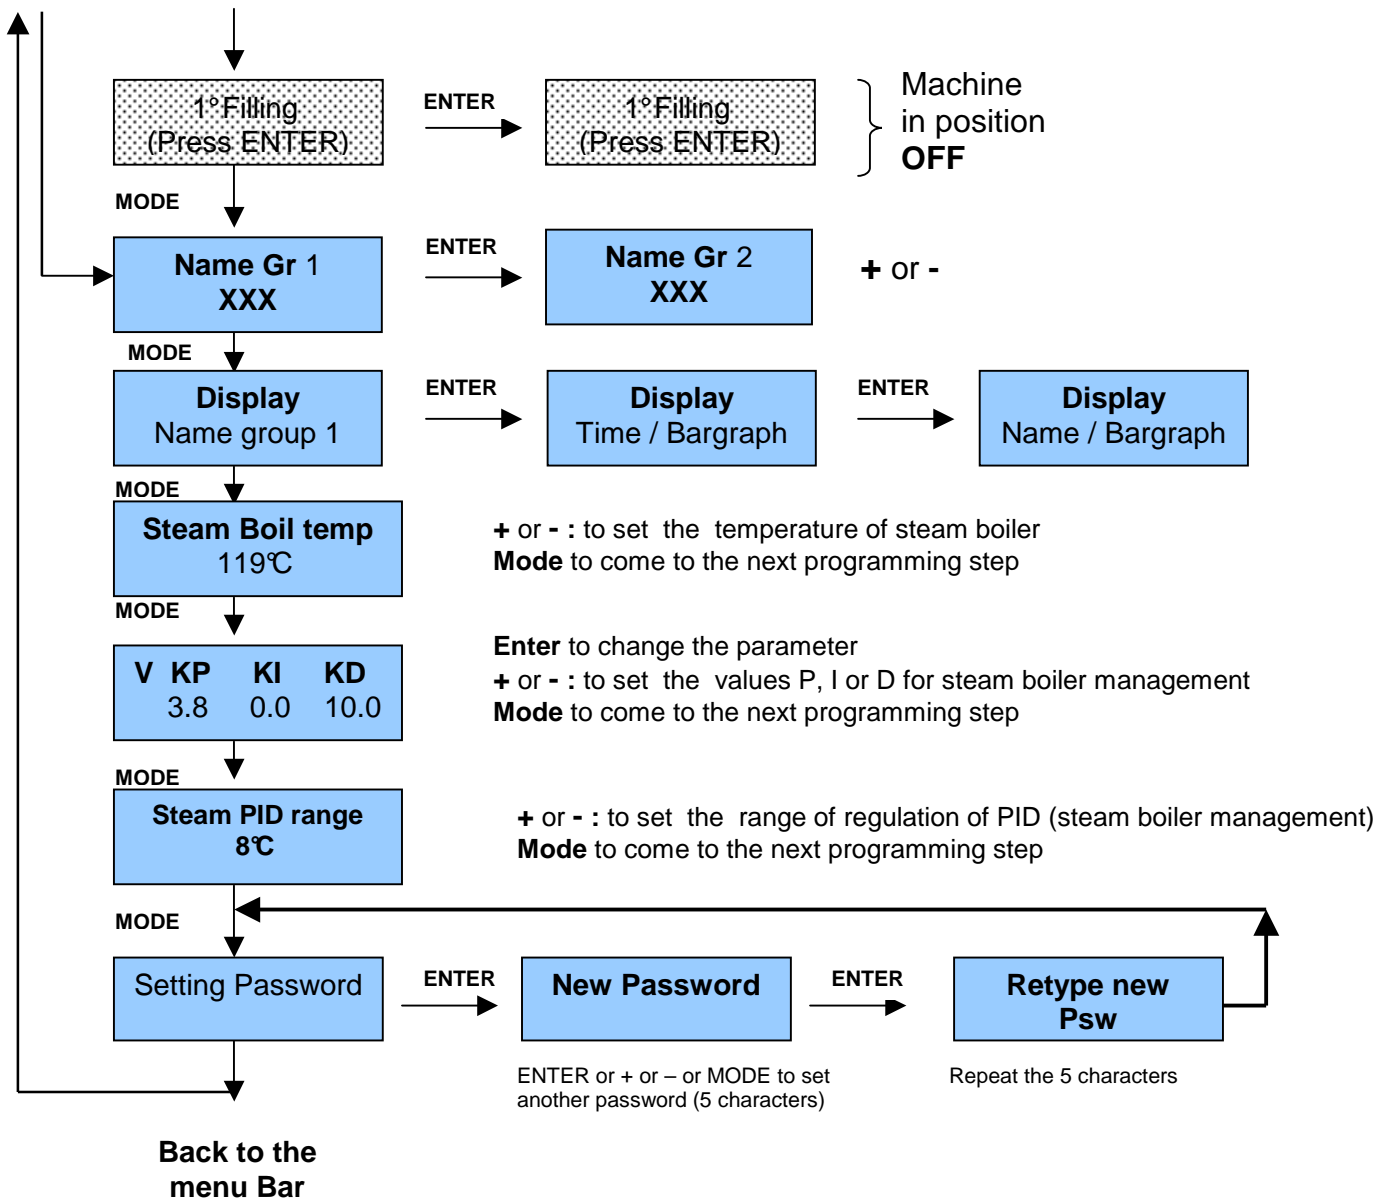 1°Filling
(Press ENTER)
ENTER
1°Filling
(Press ENTER)
Machine
in position
OFF
MODE
Name Gr 1
XXX
ENTER
Name Gr 2
XXX
+ or -
MODE
Display
Name group 1
ENTER
Display
Time / Bargraph
ENTER
Display
Name / Bargraph
MODE
Steam Boil temp
119°C
+ or - : to set the temperature of steam boiler
Mode to come to the next programming step
MODE
V KP KI KD
3.8 0.0 10.0
Enter to change the parameter
+ or - : to set the values P, I or D for steam boiler management
Mode to come to the next programming step
MODE
Steam PID range
8°C
+ or - : to set the range of regulation of PID (steam boiler management)
Mode to come to the next programming step
MODE
Setting Password
ENTER
New Password
ENTER
Retype new
Psw
ENTER or + or – or MODE to set
another password (5 characters)
Repeat the 5 characters
Back to the
menu Bar